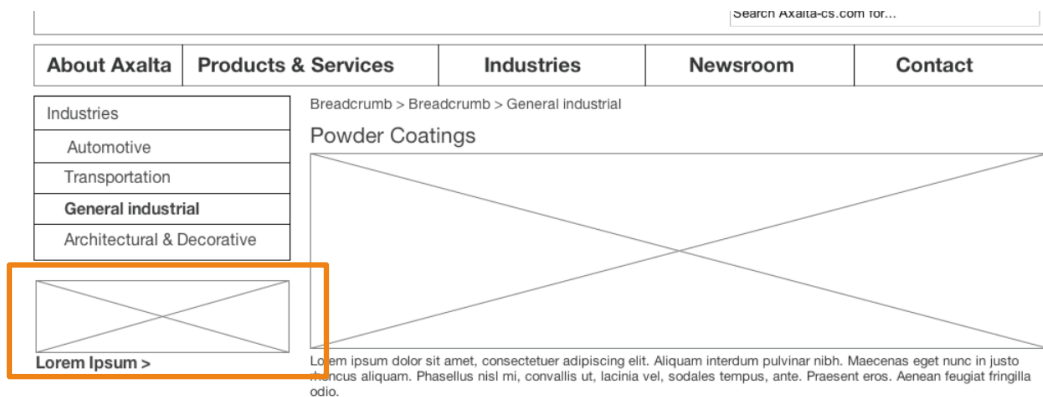 Search Axalta-cs.com for...
About Axalta Products & Services Industries Newsroom Contact
Industries
Automotive
Transportation
General industrial
Architectural & Decorative
Lorem Ipsum >
Breadcrumb > Breadcrumb > General industrial
Powder Coatings
Lorem ipsum dolor sit amet, consectetuer adipiscing elit. Aliquam interdum pulvinar nibh. Maecenas eget nunc in justo
rhoncus aliquam. Phasellus nisl mi, convallis ut, lacinia vel, sodales tempus, ante. Praesent eros. Aenean feugiat fringilla
odio.